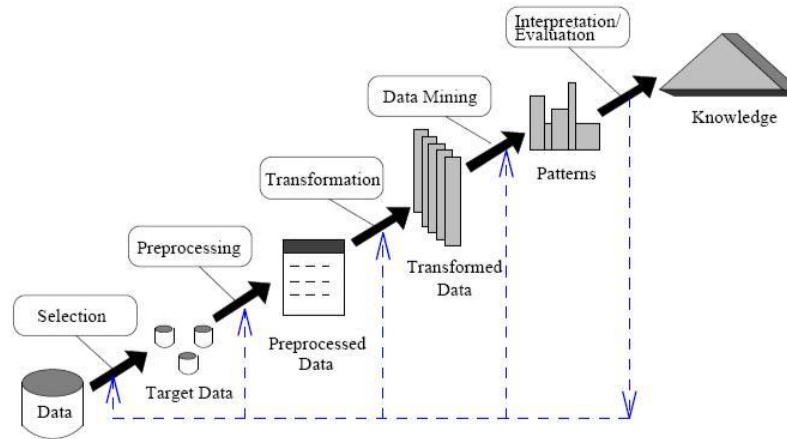 Interpretation/
Evaluation
Knowledge
Data Mining
Patterns
Transformation
Transformed
Data
Preprocessing
Preprocessed
Data
Selection
Target Data
Data